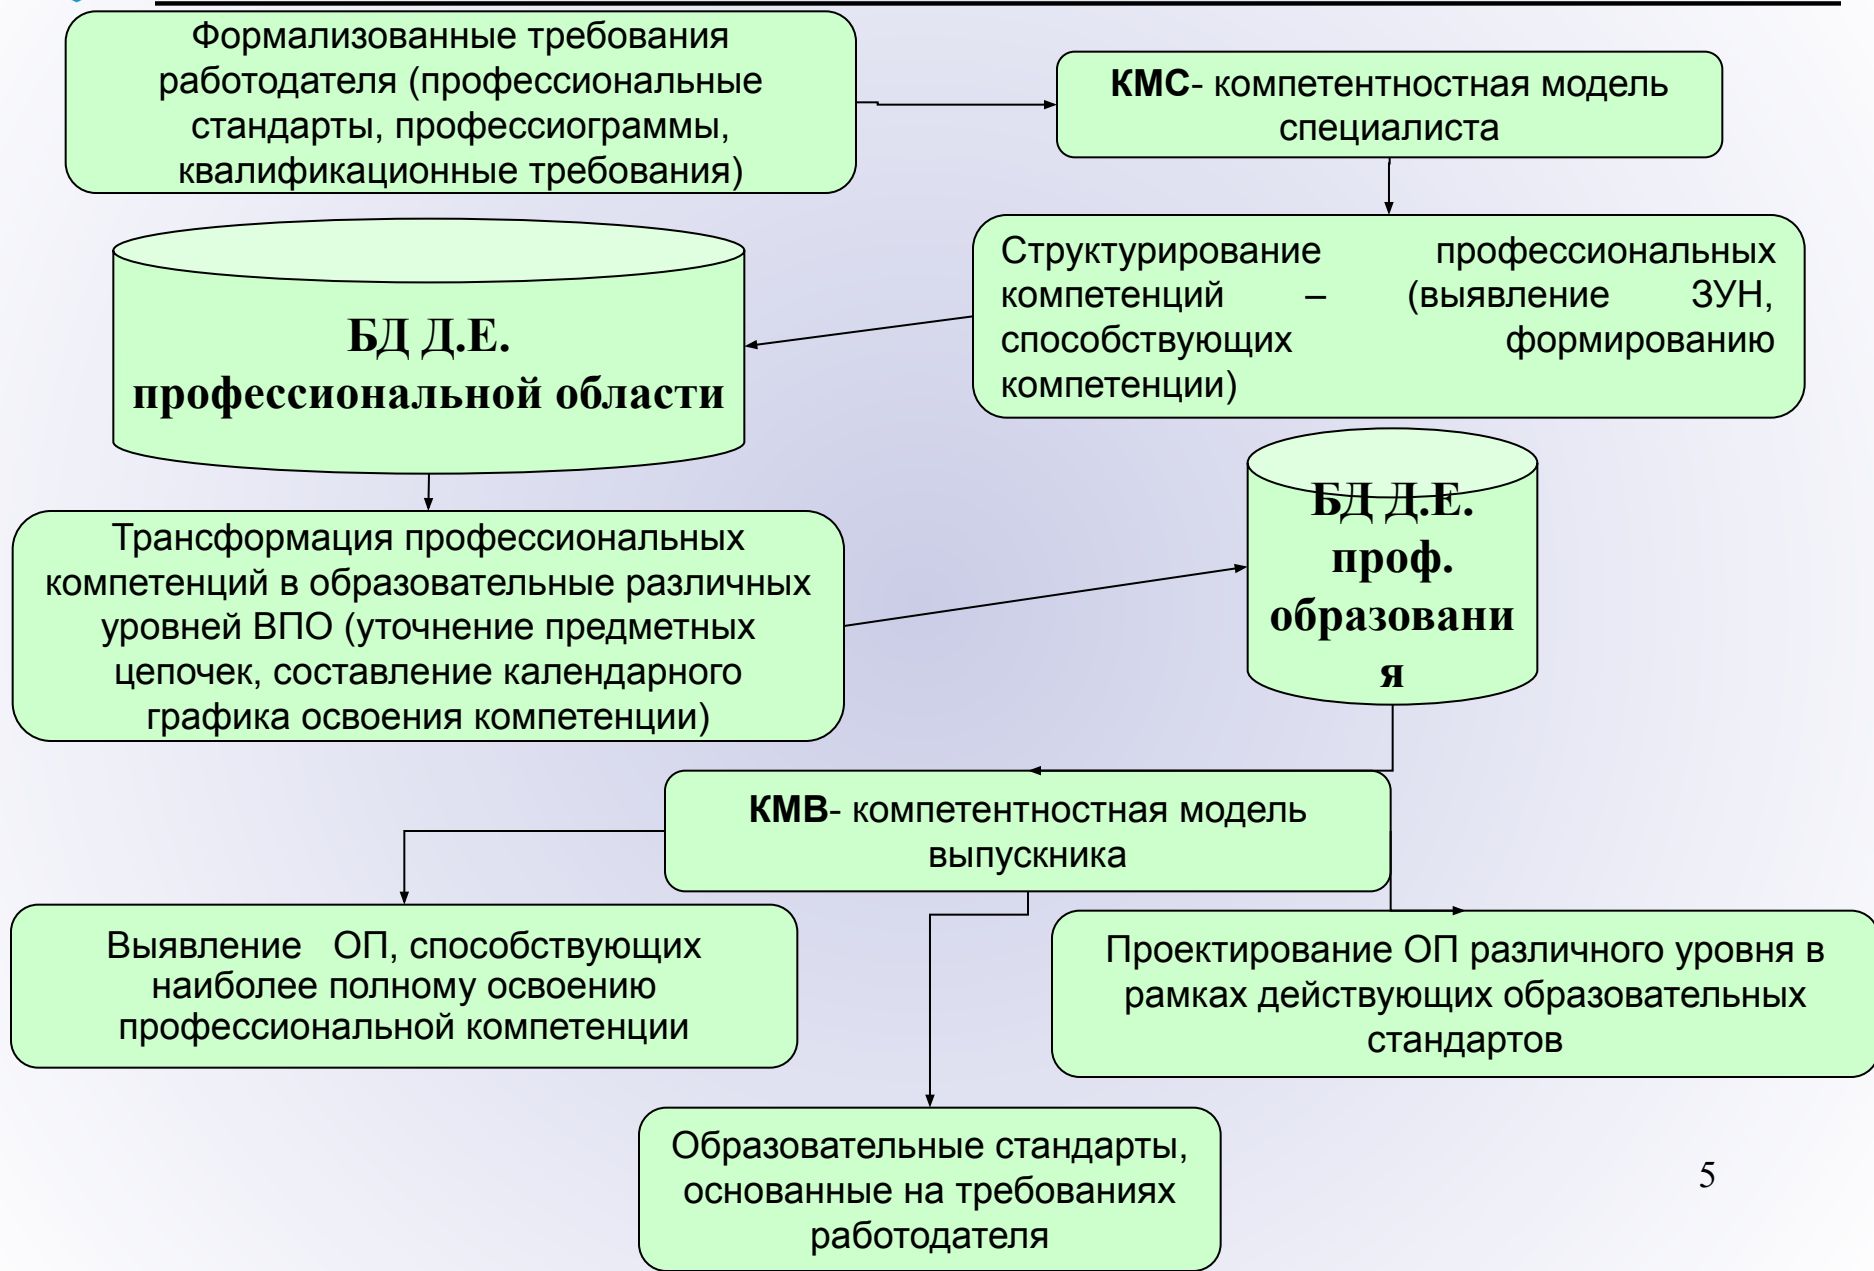 Формализованные требования
работодателя (профессиональные
стандарты, профессиограммы,
квалификационные требования)
КМС- компетентностная модель
специалиста
Структурирование профессиональных
компетенций – (выявление ЗУН,
способствующих формированию
компетенции)
БД Д.Е.
профессиональной области
Трансформация профессиональных
компетенций в образовательные различных
уровней ВПО (уточнение предметных
цепочек, составление календарного
графика освоения компетенции)
БД Д.Е.
проф.
образовани
я
КМВ- компетентностная модель
выпускника
Выявление ОП, способствующих
наиболее полному освоению
профессиональной компетенции
Проектирование ОП различного уровня в
рамках действующих образовательных
стандартов
Образовательные стандарты,
основанные на требованиях
работодателя
5